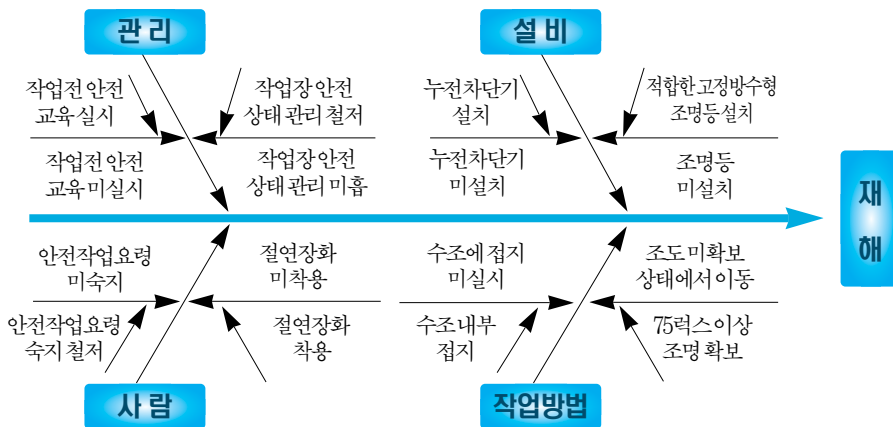 관 리
설 비
작업전 안전
교육 실시
작업장 안전
상태 관리 철저
누전차단기
설치
적합한 고정방수형
조명등 설치
작업전 안전
교육 미실시
작업장 안전
상태 관리 미흡
누전차단기
미설치
조명등
미설치
재
해
안전작업요령
미숙지
절연장화
미착용
수조에 접지
미실시
조도 미확보
상태에서 이동
안전작업요령
숙지 철저
절연장화
착용
수조 내부
접지
75럭스 이상
조명 확보
사 람
작업방법